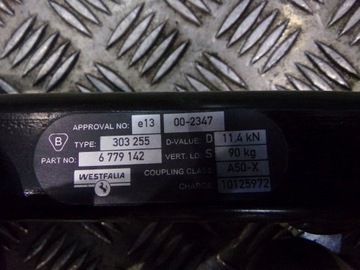 APPROVAL NO: e13 00-2347
B TYPE: 303 255 D-VALUE: D 11,4 kN
PART NO: 6 779 142 VERT. LD. S 90 kg
WESTFALIA COUPLING CLASS A50-X
CHARGE 10125972